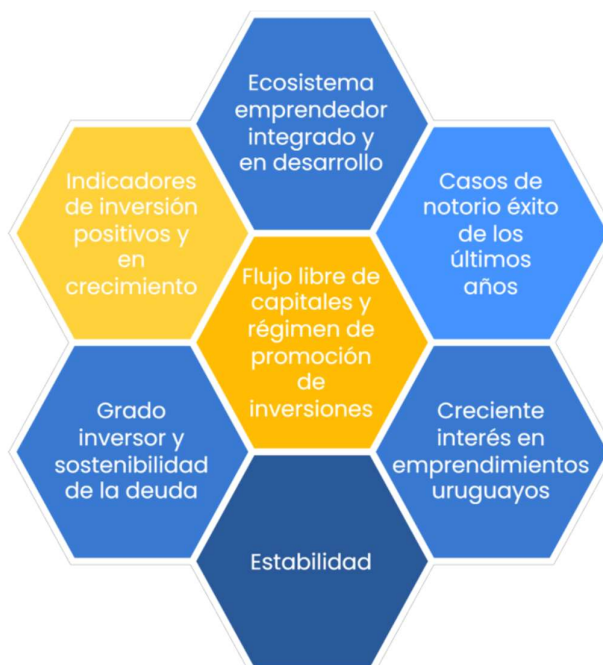 Ecosistema
emprendedor
integrado y
en desarrollo
Indicadores
de inversión
positivos y
en
crecimiento
Casos de
notorio éxito
de los
últimos
años
Flujo libre de
capitales y
régimen de
promoción
de
inversiones
Grado
inversor y
sostenibilidad
de la deuda
Creciente
interés en
emprendimientos
uruguayos
Estabilidad